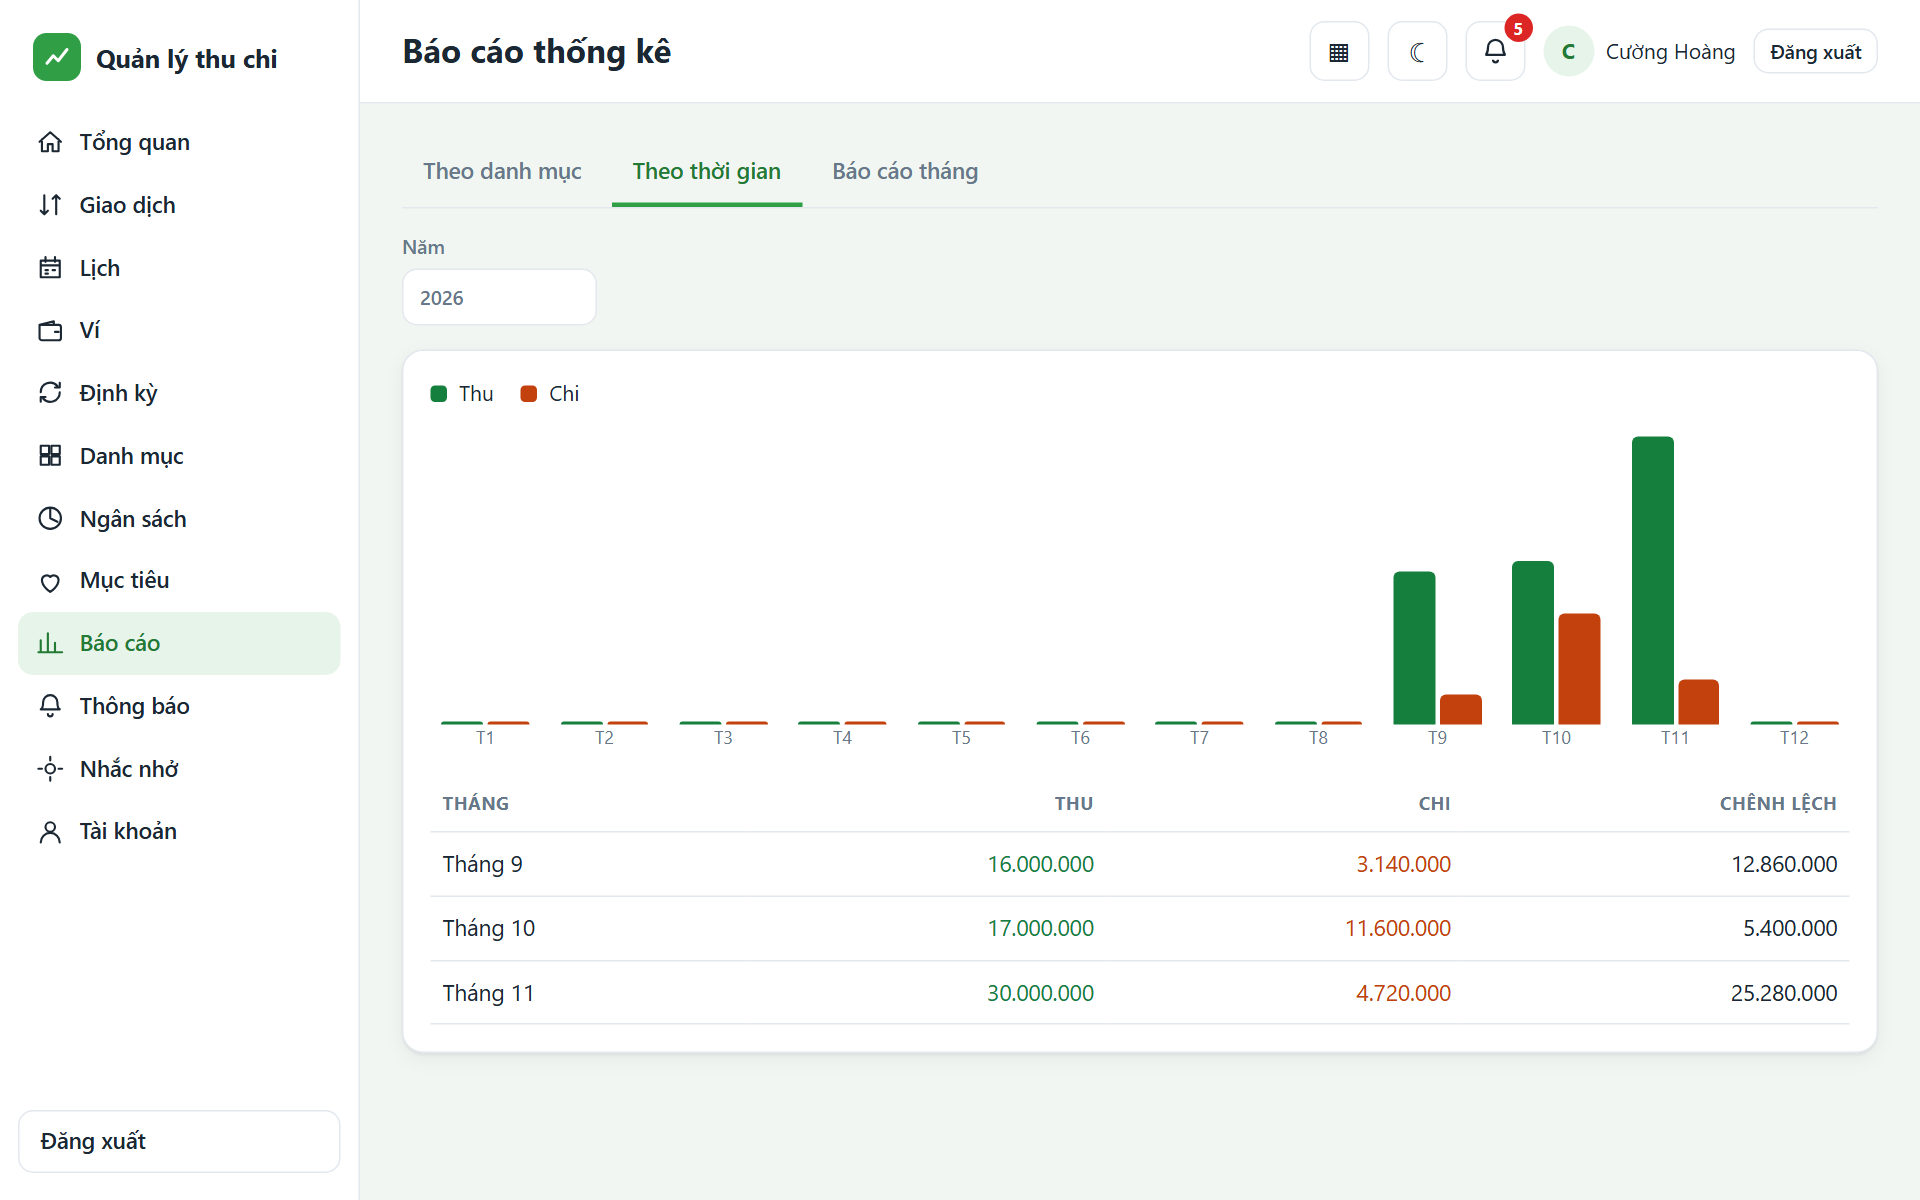 Quản lý thu chi
Tổng quan
Giao dịch
Lịch
Ví
Định kỳ
Danh mục
Ngân sách
Mục tiêu
Báo cáo
Thông báo
Nhắc nhở
Tài khoản
Đăng xuất
Báo cáo thống kê
5
C
Cường Hoàng
Đăng xuất
Theo danh mục
Theo thời gian
Báo cáo tháng
Năm
2026
Thu
Chi
T1 T2 T3 T4 T5 T6 T7 T8 T9 T10 T11 T12
THÁNG THU CHI CHÊNH LỆCH
Tháng 9 16.000.000 3.140.000 12.860.000
Tháng 10 17.000.000 11.600.000 5.400.000
Tháng 11 30.000.000 4.720.000 25.280.000